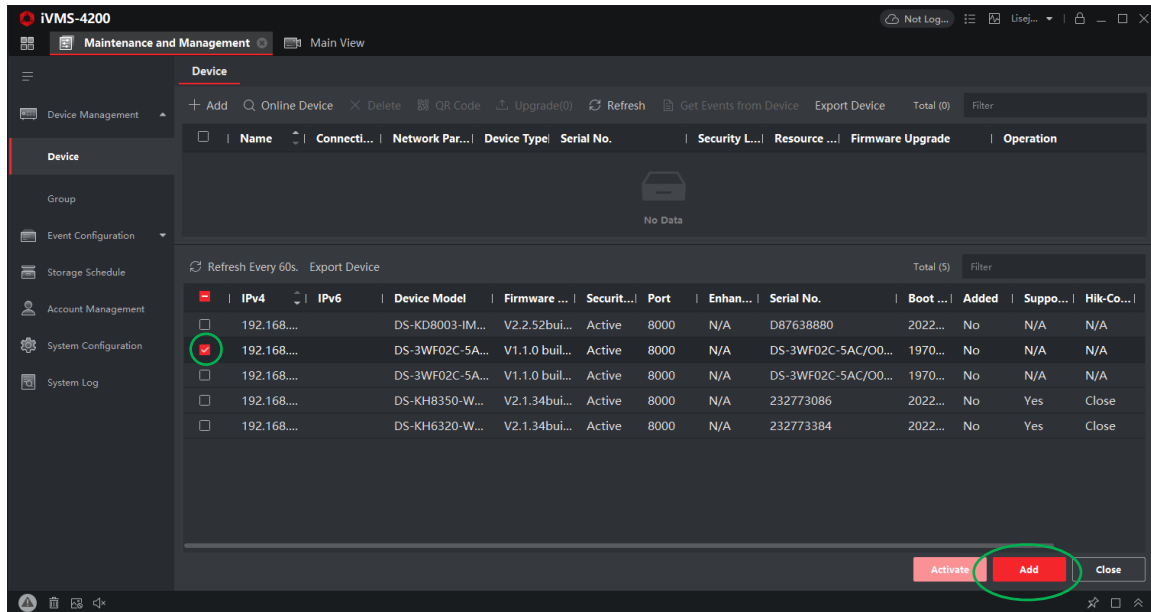 iVMS-4200
Not Log...
Lisej...
Maintenance and Management
Main View
Device
Device Management
Add
Online Device
Delete
QR Code
Upgrade(0)
Refresh
Get Events from Device
Export Device
Total (0)
Filter
Name | Connecti... | Network Par... | Device Type | Serial No. | Security L... | Resource ... | Firmware Upgrade | Operation
Device
No Data
Group
Event Configuration
Storage Schedule
Account Management
System Configuration
System Log
Refresh Every 60s. Export Device Total (5) Filter
IPv4 | IPv6 | Device Model | Firmware ... | Securit... | Port | Enhan... | Serial No. | Boot ... | Added | Suppo... | Hik-Co... |
192.168.... DS-KD8003-IM... V2.2.52bui... Active 8000 N/A D87638880 2022... No N/A N/A
192.168.... DS-3WF02C-5A... V1.1.0 buil... Active 8000 N/A DS-3WF02C-5AC/O0... 1970... No N/A N/A
192.168.... DS-3WF02C-5A... V1.1.0 buil... Active 8000 N/A DS-3WF02C-5AC/O0... 1970... No N/A N/A
192.168.... DS-KH8350-W... V2.1.34bui... Active 8000 N/A 232773086 2022... No Yes Close
192.168.... DS-KH6320-W... V2.1.34bui... Active 8000 N/A 232773384 2022... No Yes Close
Activate Add Close